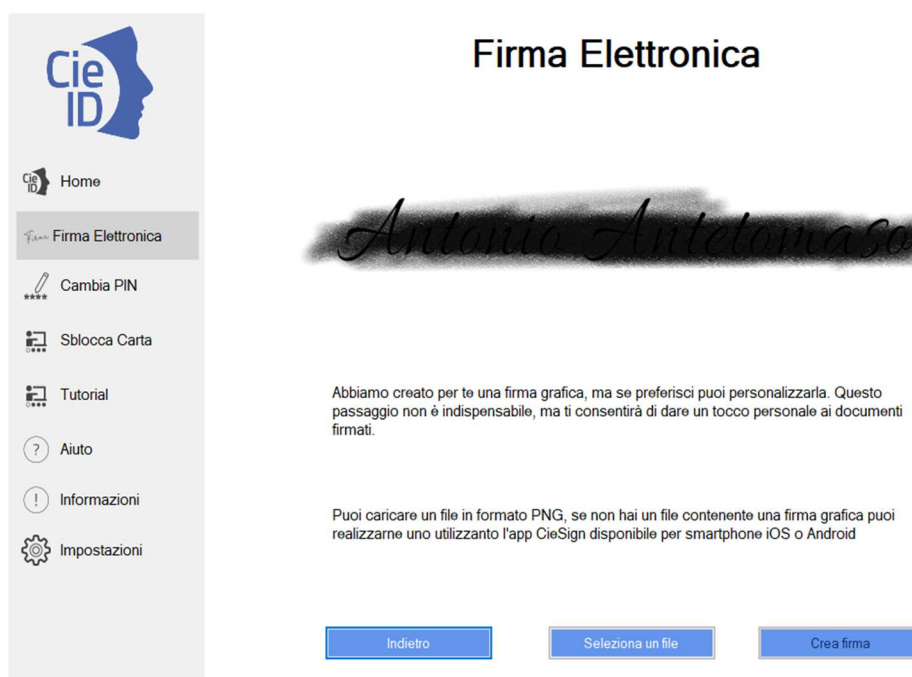 Cie
ID
Firma Elettronica
Cie
ID
Home
Firma
Firma Elettronica
Cambia PIN
Sblocca Carta
Tutorial
Aiuto
Informazioni
Impostazioni
Antonio Antetomaso
Abbiamo creato per te una firma grafica, ma se preferisci puoi personalizzarla. Questo
passaggio non è indispensabile, ma ti consentirà di dare un tocco personale ai documenti
firmati.
Puoi caricare un file in formato PNG, se non hai un file contenente una firma grafica puoi
realizzarne uno utilizzanto l'app CieSign disponibile per smartphone iOS o Android
Indietro
Seleziona un file
Crea firma